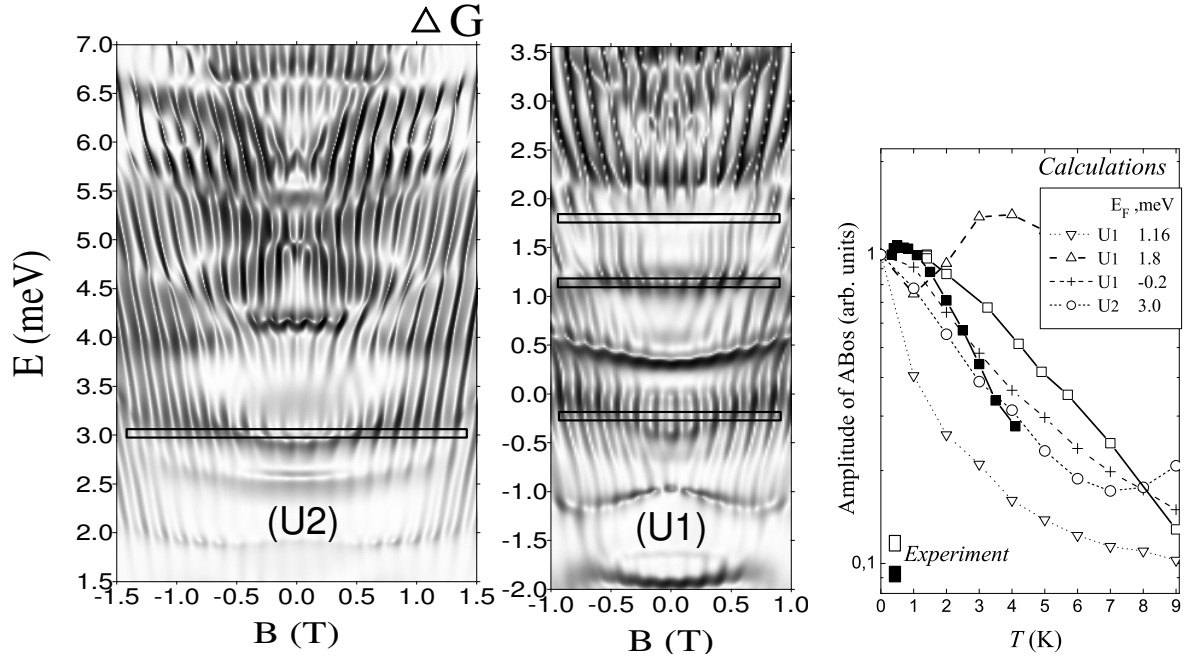 △ G
E (meV)
7.0
6.5
6.0
5.5
5.0
4.5
4.0
3.5
3.0
2.5
2.0
1.5
(U2)
-1.5 -1.0 -0.5 0.0 0.5 1.0 1.5
B (T)
3.5
3.0
2.5
2.0
1.5
1.0
0.5
0.0
-0.5
-1.0
-1.5
-2.0
(U1)
-1.0 -0.5 0.0 0.5 1.0
B (T)
Amplitude of ABos (arb. units)
1
0,1
Calculations
E_F ,meV
U1 1.16
U1 1.8
U1 -0.2
U2 3.0
Experiment
0 1 2 3 4 5 6 7 8 9
T (K)